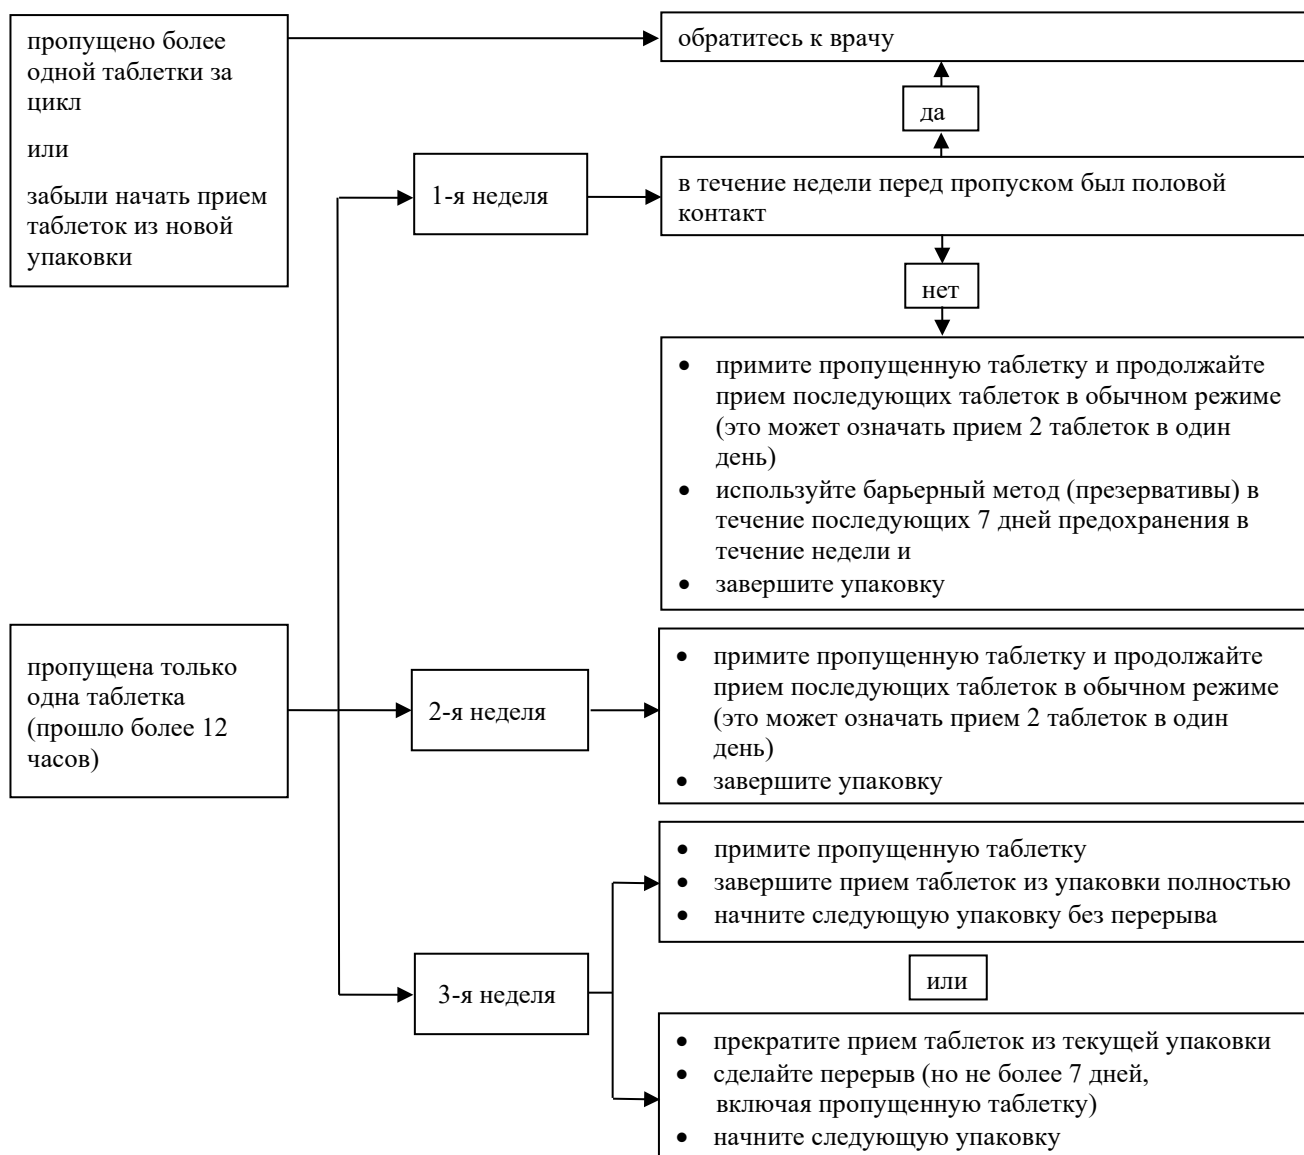 пропущено более
одной таблетки за
цикл
или
забыли начать прием
таблеток из новой
упаковки
обратитесь к врачу
да
1-я неделя
в течение недели перед пропуском был половой
контакт
нет
• примите пропущенную таблетку и продолжайте
прием последующих таблеток в обычном режиме
(это может означать прием 2 таблеток в один
день)
• используйте барьерный метод (презервативы) в
течение последующих 7 дней предохранения в
течение недели и
• завершите упаковку
пропущена только
одна таблетка
(прошло более 12
часов)
2-я неделя
• примите пропущенную таблетку и продолжайте
прием последующих таблеток в обычном режиме
(это может означать прием 2 таблеток в один
день)
• завершите упаковку
3-я неделя
• примите пропущенную таблетку
• завершите прием таблеток из упаковки полностью
• начните следующую упаковку без перерыва
или
• прекратите прием таблеток из текущей упаковки
• сделайте перерыв (но не более 7 дней,
включая пропущенную таблетку)
• начните следующую упаковку